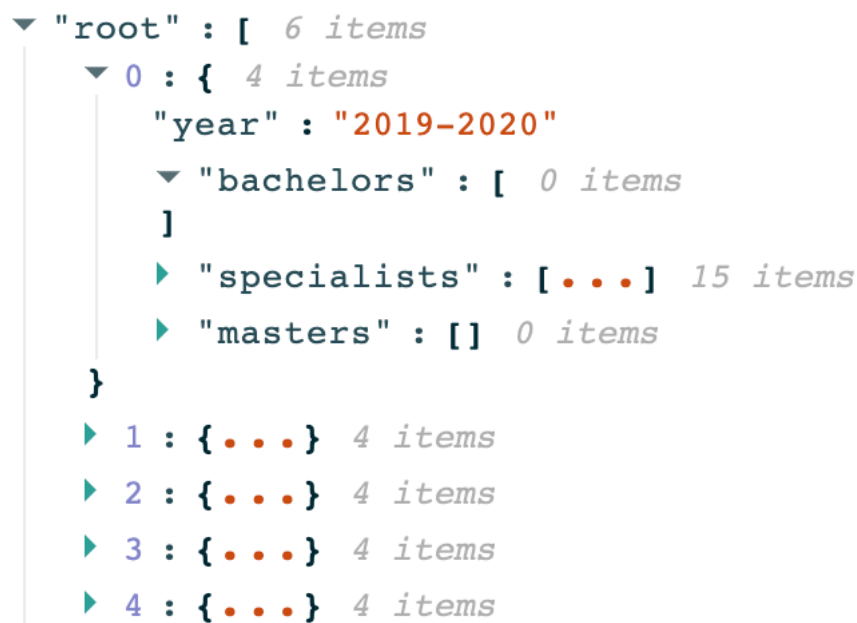 "root" : [ 6 items
0 : { 4 items
"year" : "2019-2020"
"bachelors" : [ 0 items
]
"specialists" : [...] 15 items
"masters" : [] 0 items
}
1 : {...} 4 items
2 : {...} 4 items
3 : {...} 4 items
4 : {...} 4 items